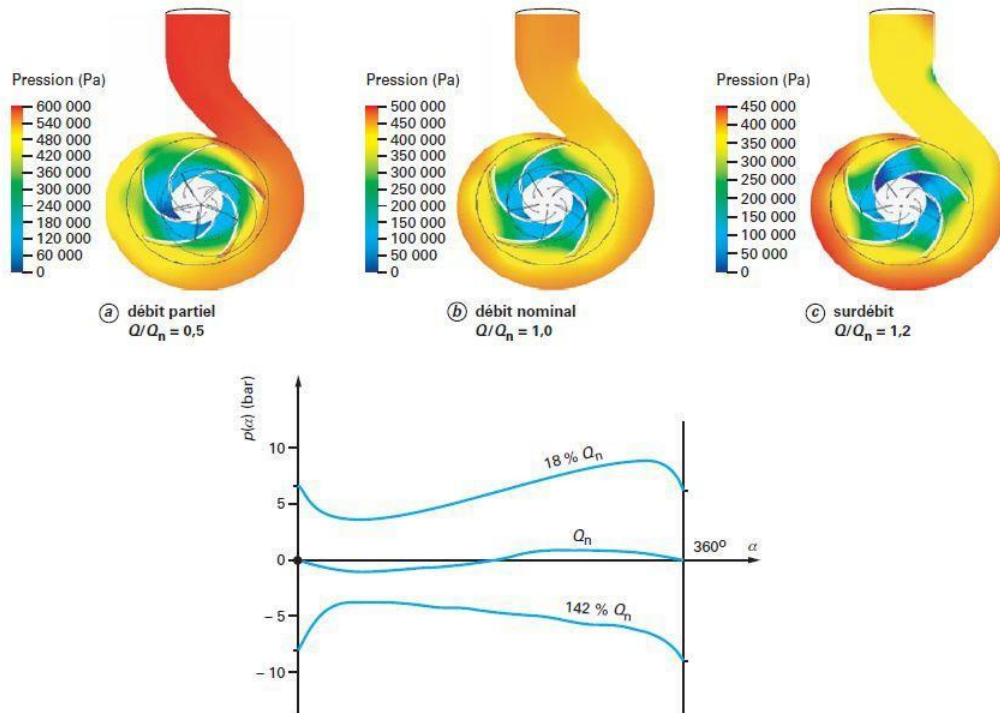 Pression (Pa)
600 000
540 000
480 000
420 000
360 000
300 000
240 000
180 000
120 000
60 000
0
a débit partiel
Q/Qn = 0,5
Pression (Pa)
500 000
450 000
400 000
350 000
300 000
250 000
200 000
150 000
100 000
50 000
0
b débit nominal
Q/Qn = 1,0
Pression (Pa)
450 000
400 000
350 000
300 000
250 000
200 000
150 000
100 000
50 000
0
c surdébit
Q/Qn = 1,2
p(α) (bar)
10
5
0
– 5
– 10
18 % Qn
Qn
142 % Qn
360º
α